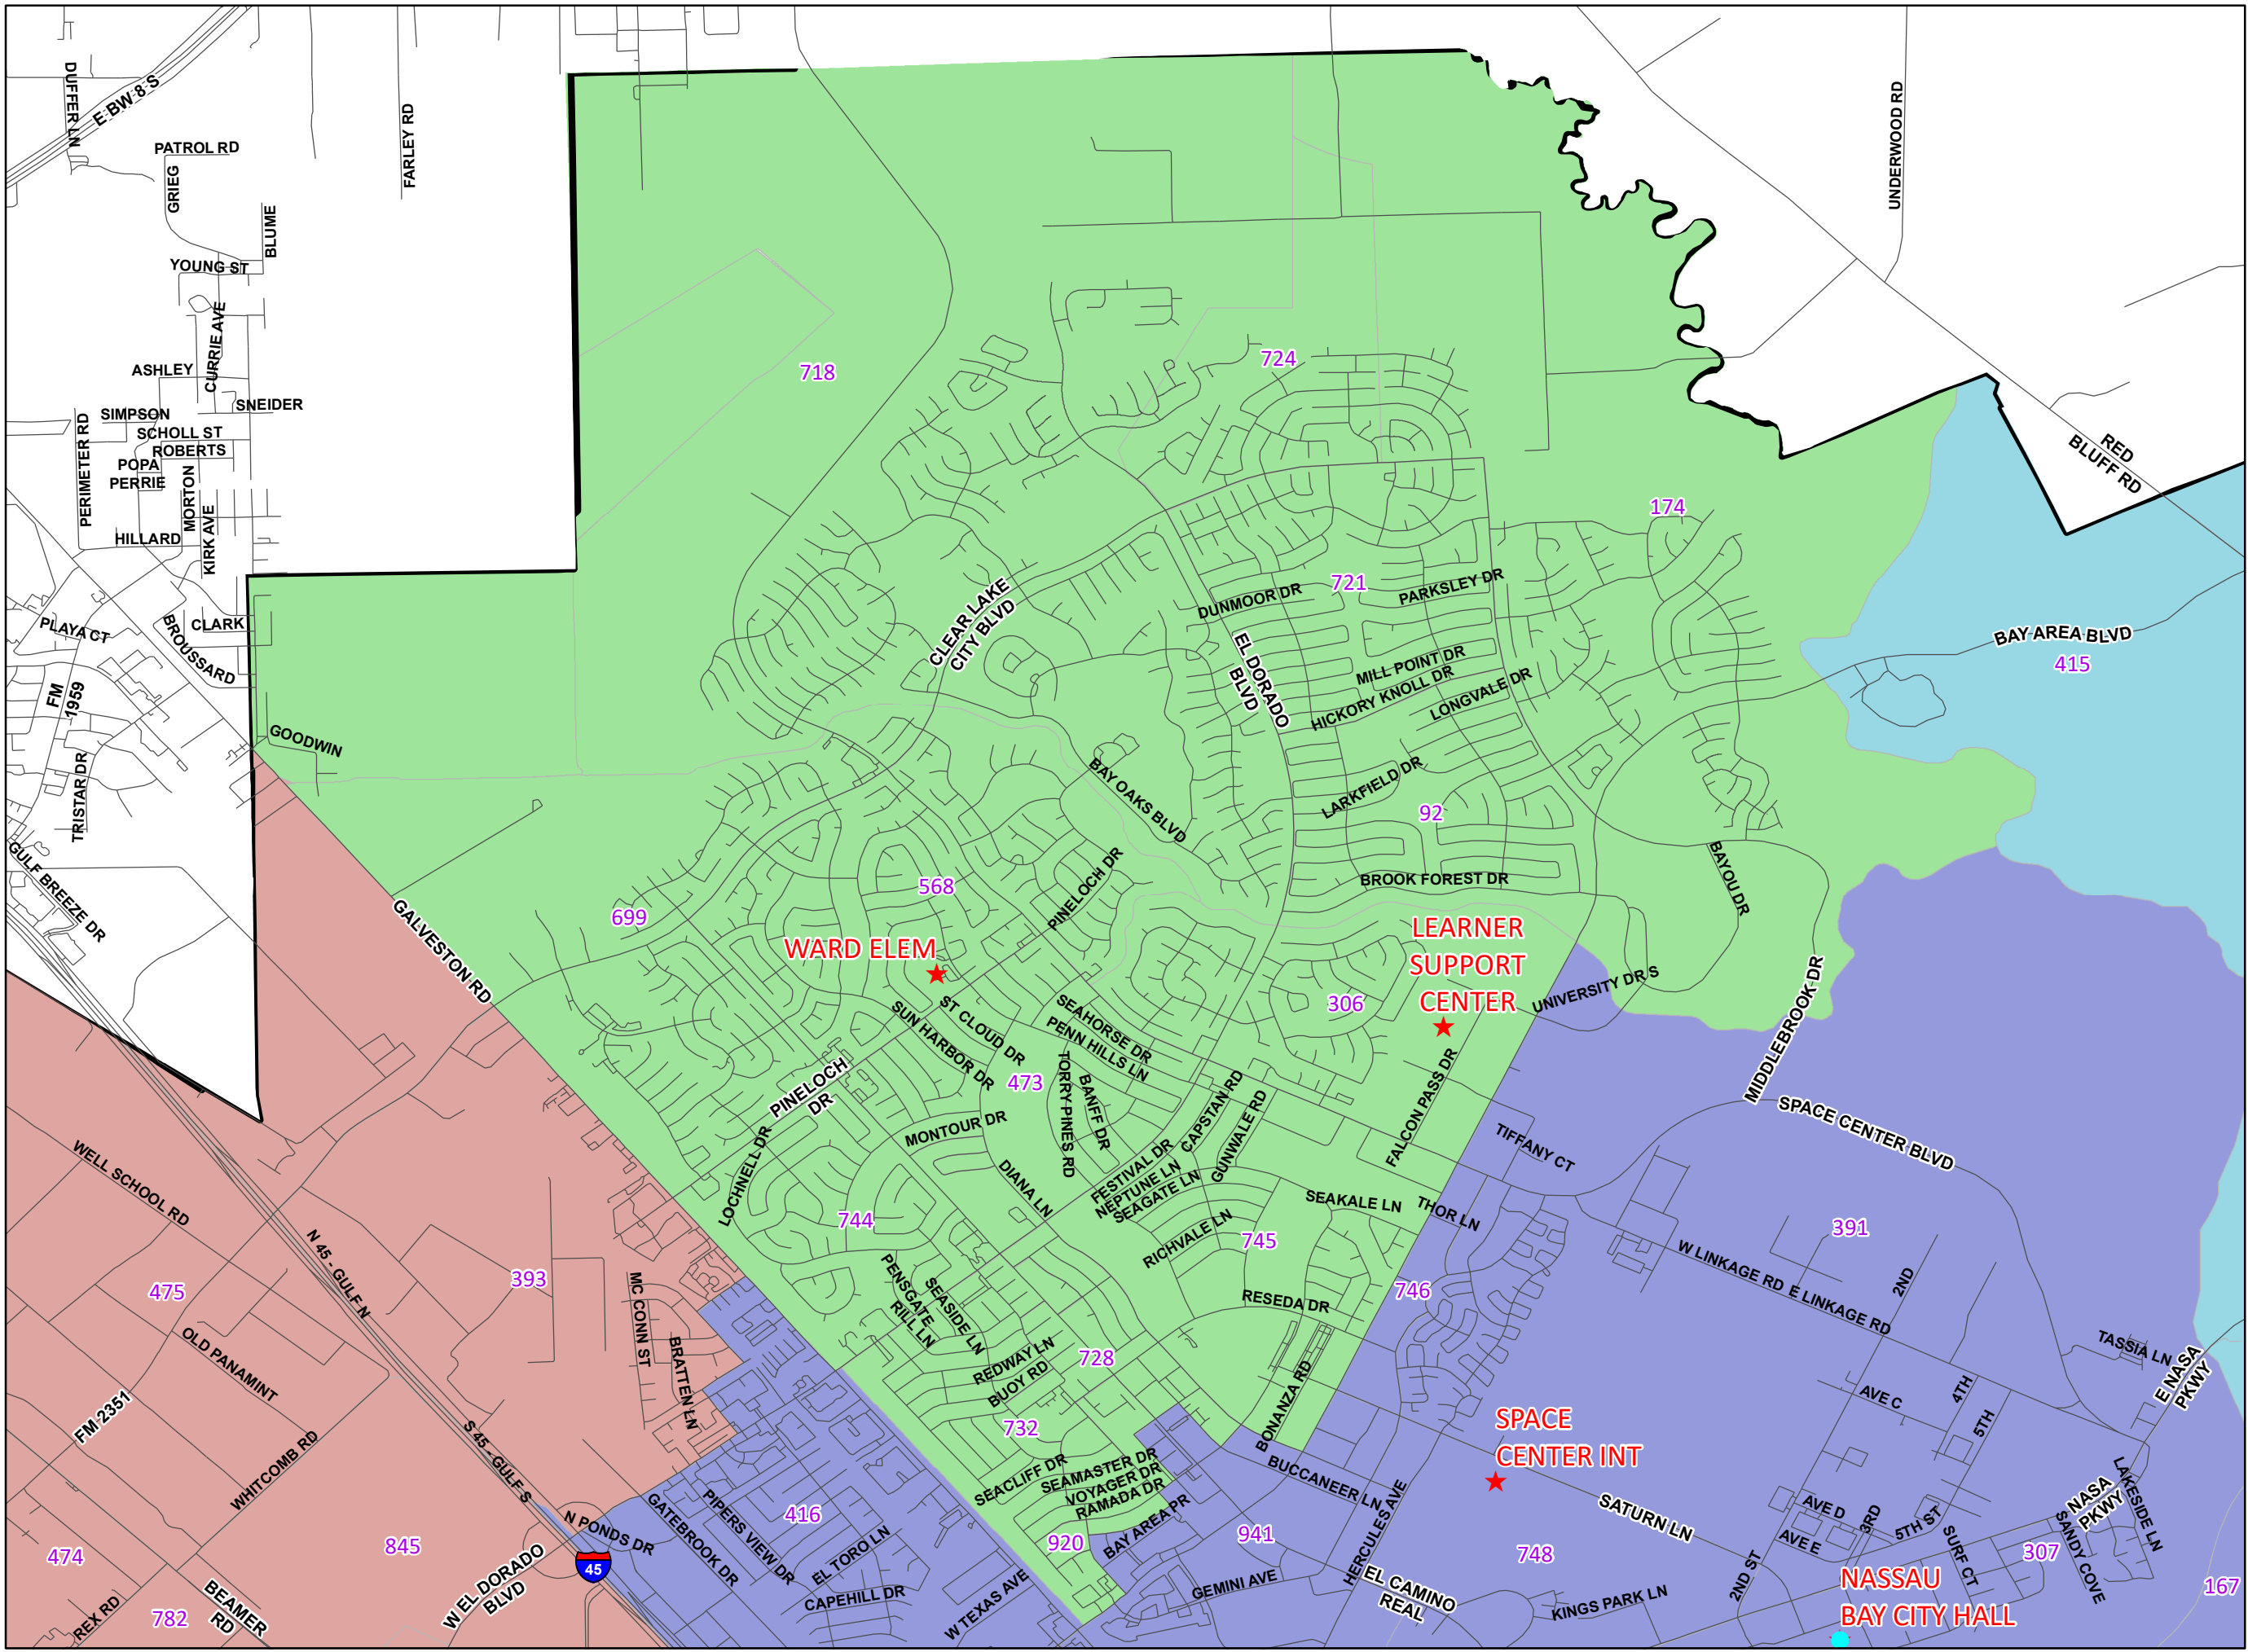 DUFFER LN
E BW 8 S
PATROL RD
GRIEG
FARLEY RD
BLUME
UNDERWOOD RD
YOUNG ST
CURRIE AVE
ASHLEY
SNEIDER
SIMPSON
SCHOLL ST
ROBERTS
POPA
PERRIE
PERIMETER RD
MORTON
KIRK AVE
HILLARD
718
724
174
721
RED
BLUFF RD
CLARK
PLAYA CT
BROUSSARD
FM
1959
GOODWIN
TRISTAR DR
GULF BREEZE DR
CLEAR LAKE
CITY BLVD
DUNMOOR DR
PARKSLEY DR
EL DORADO
BLVD
MILL POINT DR
HICKORY KNOLL DR
LONGVALE DR
BAY AREA BLVD
415
BAY OAKS BLVD
LARKFIELD DR
92
BROOK FOREST DR
BAYOU DR
PINELOCH DR
568
699
GALVESTON RD
WARD ELEM
LEARNER
SUPPORT
CENTER
306
UNIVERSITY DR S
MIDDLEBROOK DR
SPACE CENTER BLVD
ST CLOUD DR
SUN HARBOR DR
SEAHORSE DR
PENN HILLS LN
473
TORRY PINES RD
BANFF DR
PINELOCH
DR
MONTOUR DR
LOCHNELL DR
DIANA LN
FESTIVAL DR
NEPTUNE LN
SEAGATE LN
CAPSTAN RD
GUNWALE RD
FALCON PASS DR
TIFFANY CT
SEAKALE LN
THOR LN
RICHVALE LN
745
744
746
391
W LINKAGE RD
E LINKAGE RD
2ND
WELL SCHOOL RD
N 45 - GULF N
475
393
MC CONN ST
BRATTEN LN
OLD PANAMINT
FM 2351
WHITCOMB RD
S 45 - GULF S
PENSGATE
RILL LN
SEASIDE LN
REDWAY LN
BUOY RD
728
732
RESEDA DR
BONANZA RD
SEACLIFF DR
SEAMASTER DR
VOYAGER DR
RAMADA DR
BAY AREA PR
920
941
BUCCANEER LN
HERCULES AVE
SPACE
CENTER INT
SATURN LN
TASSIA LN
E NASA
PKWY
AVE C
4TH
5TH
LAKESIDE LN
NASA
PKWY
AVE D
AVE E
3RD
5TH ST
SURF CT
SANDY COVE
307
167
474
845
782
REX RD
BEAMER
RD
W EL DORADO
BLVD
N PONDS DR
45
GATEBROOK DR
PIPERS VIEW DR
416
EL TORO LN
CAPEHILL DR
W TEXAS AVE
GEMINI AVE
EL CAMINO
REAL
748
KINGS PARK LN
2ND ST
NASSAU
BAY CITY HALL